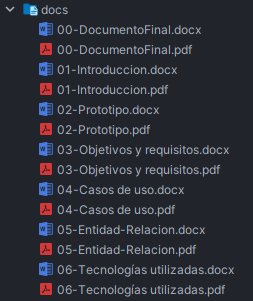 docs
00-DocumentoFinal.docx
00-DocumentoFinal.pdf
01-Introduccion.docx
01-Introduccion.pdf
02-Prototipo.docx
02-Prototipo.pdf
03-Objetivos y requisitos.docx
03-Objetivos y requisitos.pdf
04-Casos de uso.docx
04-Casos de uso.pdf
05-Entidad-Relacion.docx
05-Entidad-Relacion.pdf
06-Tecnologías utilizadas.docx
06-Tecnologías utilizadas.pdf